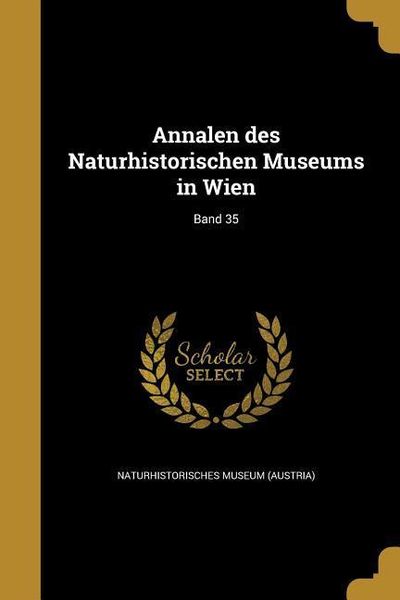 Annalen des
Naturhistorischen Museums
in Wien
Band 35
Scholar
SELECT
NATURHISTORISCHES MUSEUM (AUSTRIA)